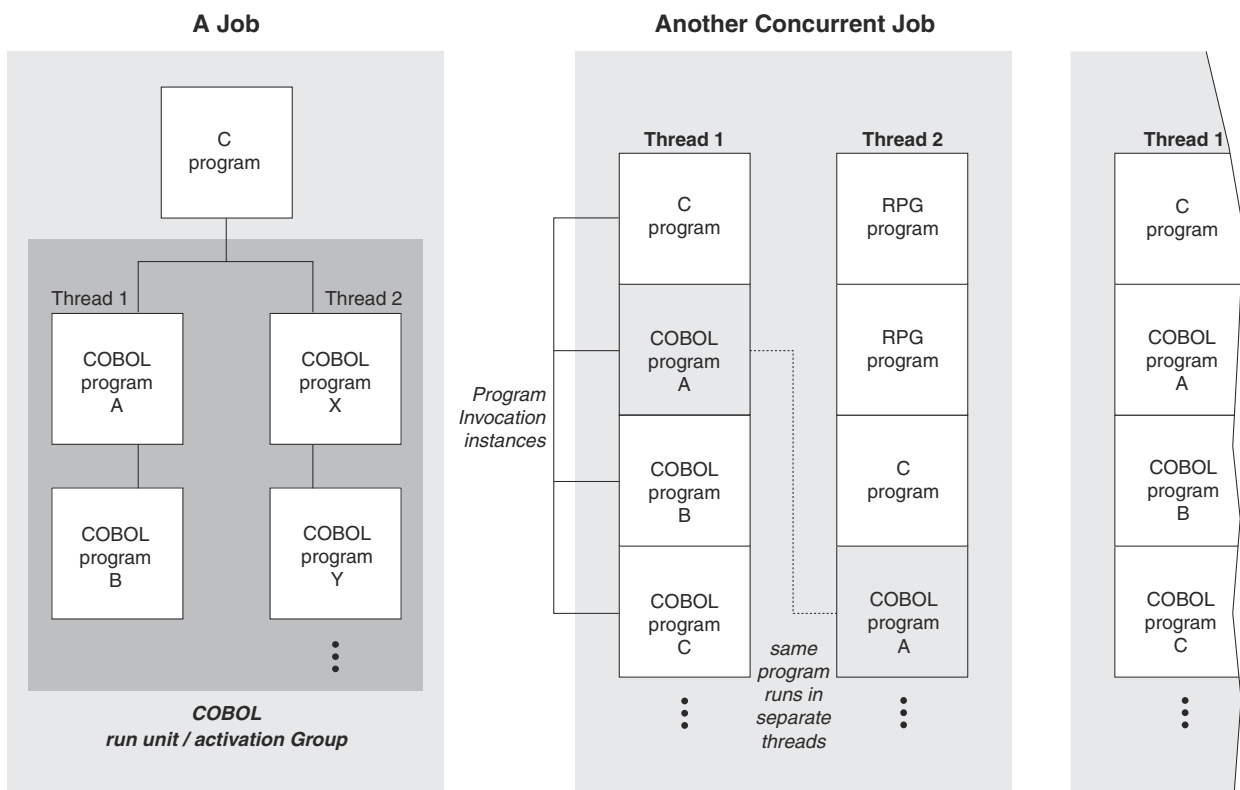 A Job
C
program
Thread 1
Thread 2
COBOL
program
A
COBOL
program
X
COBOL
program
B
COBOL
program
Y
COBOL
run unit / activation Group
Another Concurrent Job
Thread 1
C
program
COBOL
program
A
COBOL
program
B
COBOL
program
C
Program
Invocation
instances
Thread 2
RPG
program
RPG
program
C
program
COBOL
program
A
same
program
runs in
separate
threads
Thread 1
C
program
COBOL
program
A
COBOL
program
B
COBOL
program
C